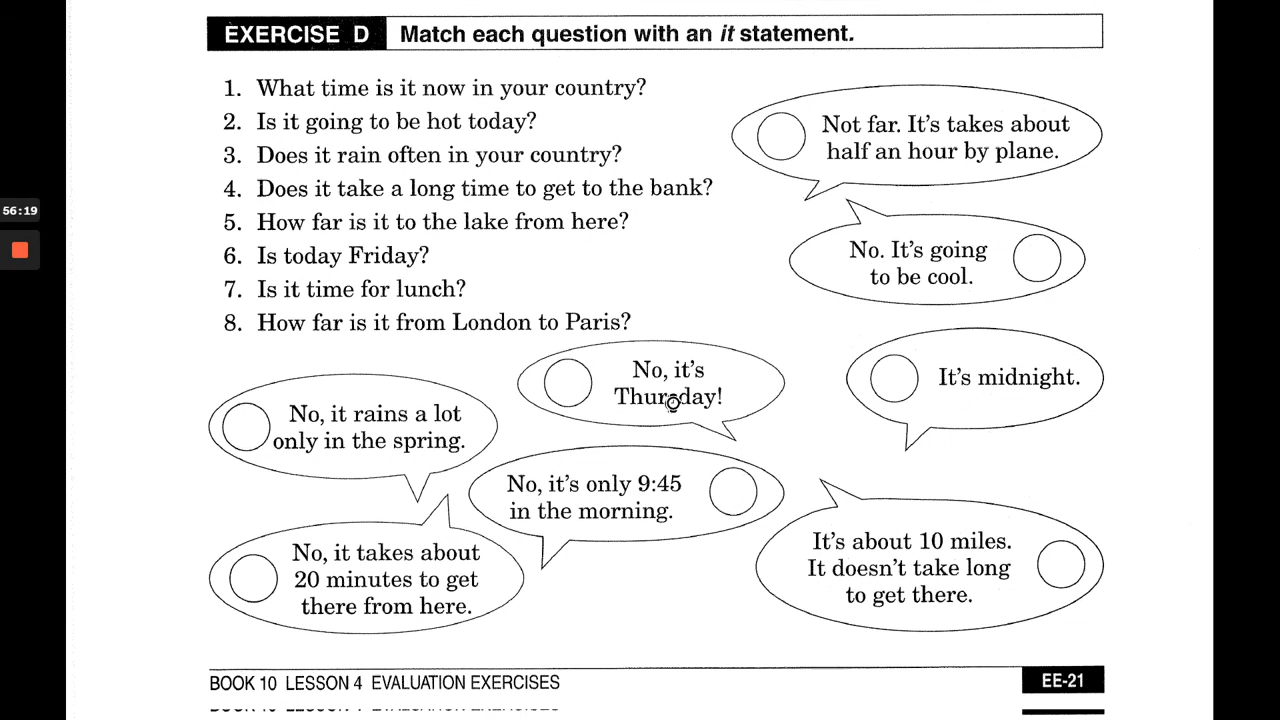 EXERCISE D Match each question with an it statement.
1. What time is it now in your country?
2. Is it going to be hot today?
3. Does it rain often in your country?
4. Does it take a long time to get to the bank?
5. How far is it to the lake from here?
6. Is today Friday?
7. Is it time for lunch?
8. How far is it from London to Paris?
Not far. It's takes about
half an hour by plane.
No. It's going
to be cool.
No, it's
Thursday!
It's midnight.
No, it rains a lot
only in the spring.
No, it's only 9:45
in the morning.
No, it takes about
20 minutes to get
there from here.
It's about 10 miles.
It doesn't take long
to get there.
BOOK 10 LESSON 4 EVALUATION EXERCISES
EE-21
56:19